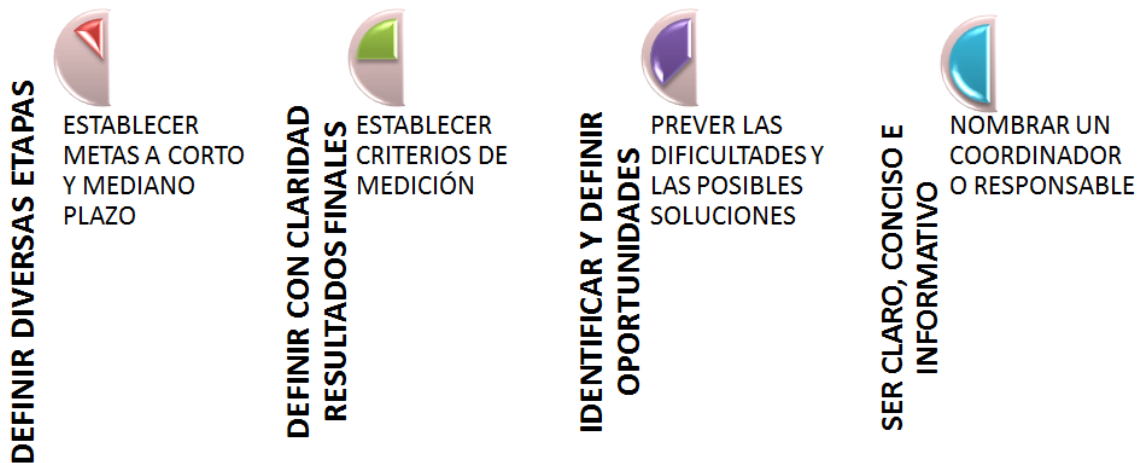 DEFINIR DIVERSAS ETAPAS
ESTABLECER
METAS A CORTO
Y MEDIANO
PLAZO
DEFINIR CON CLARIDAD
RESULTADOS FINALES
ESTABLECER
CRITERIOS DE
MEDICIÓN
IDENTIFICAR Y DEFINIR
OPORTUNIDADES
PREVER LAS
DIFICULTADES Y
LAS POSIBLES
SOLUCIONES
SER CLARO, CONCISO E
INFORMATIVO
NOMBRAR UN
COORDINADOR
O RESPONSABLE